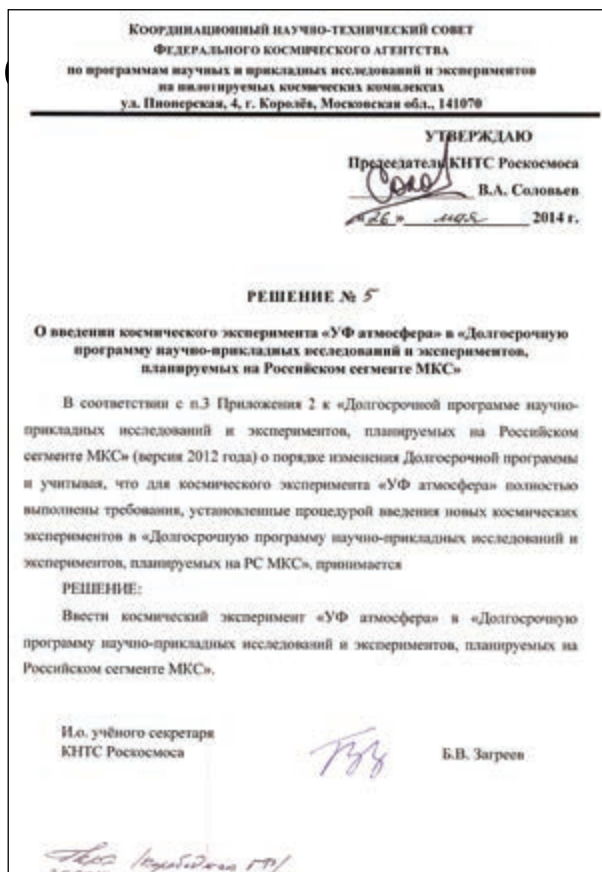 КООРДИНАЦИОННЫЙ НАУЧНО-ТЕХНИЧЕСКИЙ СОВЕТ
ФЕДЕРАЛЬНОГО КОСМИЧЕСКОГО АГЕНТСТВА
по программам научных и прикладных исследований и экспериментов
на пилотируемых космических комплексах
ул. Пионерская, 4, г. Королёв, Московская обл., 141070
УТВЕРЖДАЮ
Председатель КНТС Роскосмоса
В.А. Соловьев
«26» мая 2014 г.
РЕШЕНИЕ № 5
О введении космического эксперимента «УФ атмосфера» в «Долгосрочную
программу научно-прикладных исследований и экспериментов,
планируемых на Российском сегменте МКС»
В соответствии с п.3 Приложения 2 к «Долгосрочной программе научно-
прикладных исследований и экспериментов, планируемых на Российском
сегменте МКС» (версия 2012 года) о порядке изменения Долгосрочной программы
и учитывая, что для космического эксперимента «УФ атмосфера» полностью
выполнены требования, установленные процедурой введения новых космических
экспериментов в «Долгосрочную программу научно-прикладных исследований и
экспериментов, планируемых на РС МКС», принимается
РЕШЕНИЕ:
Ввести космический эксперимент «УФ атмосфера» в «Долгосрочную
программу научно-прикладных исследований и экспериментов, планируемых на
Российском сегменте МКС».
И.о. учёного секретаря
КНТС Роскосмоса
Б.В. Загреев